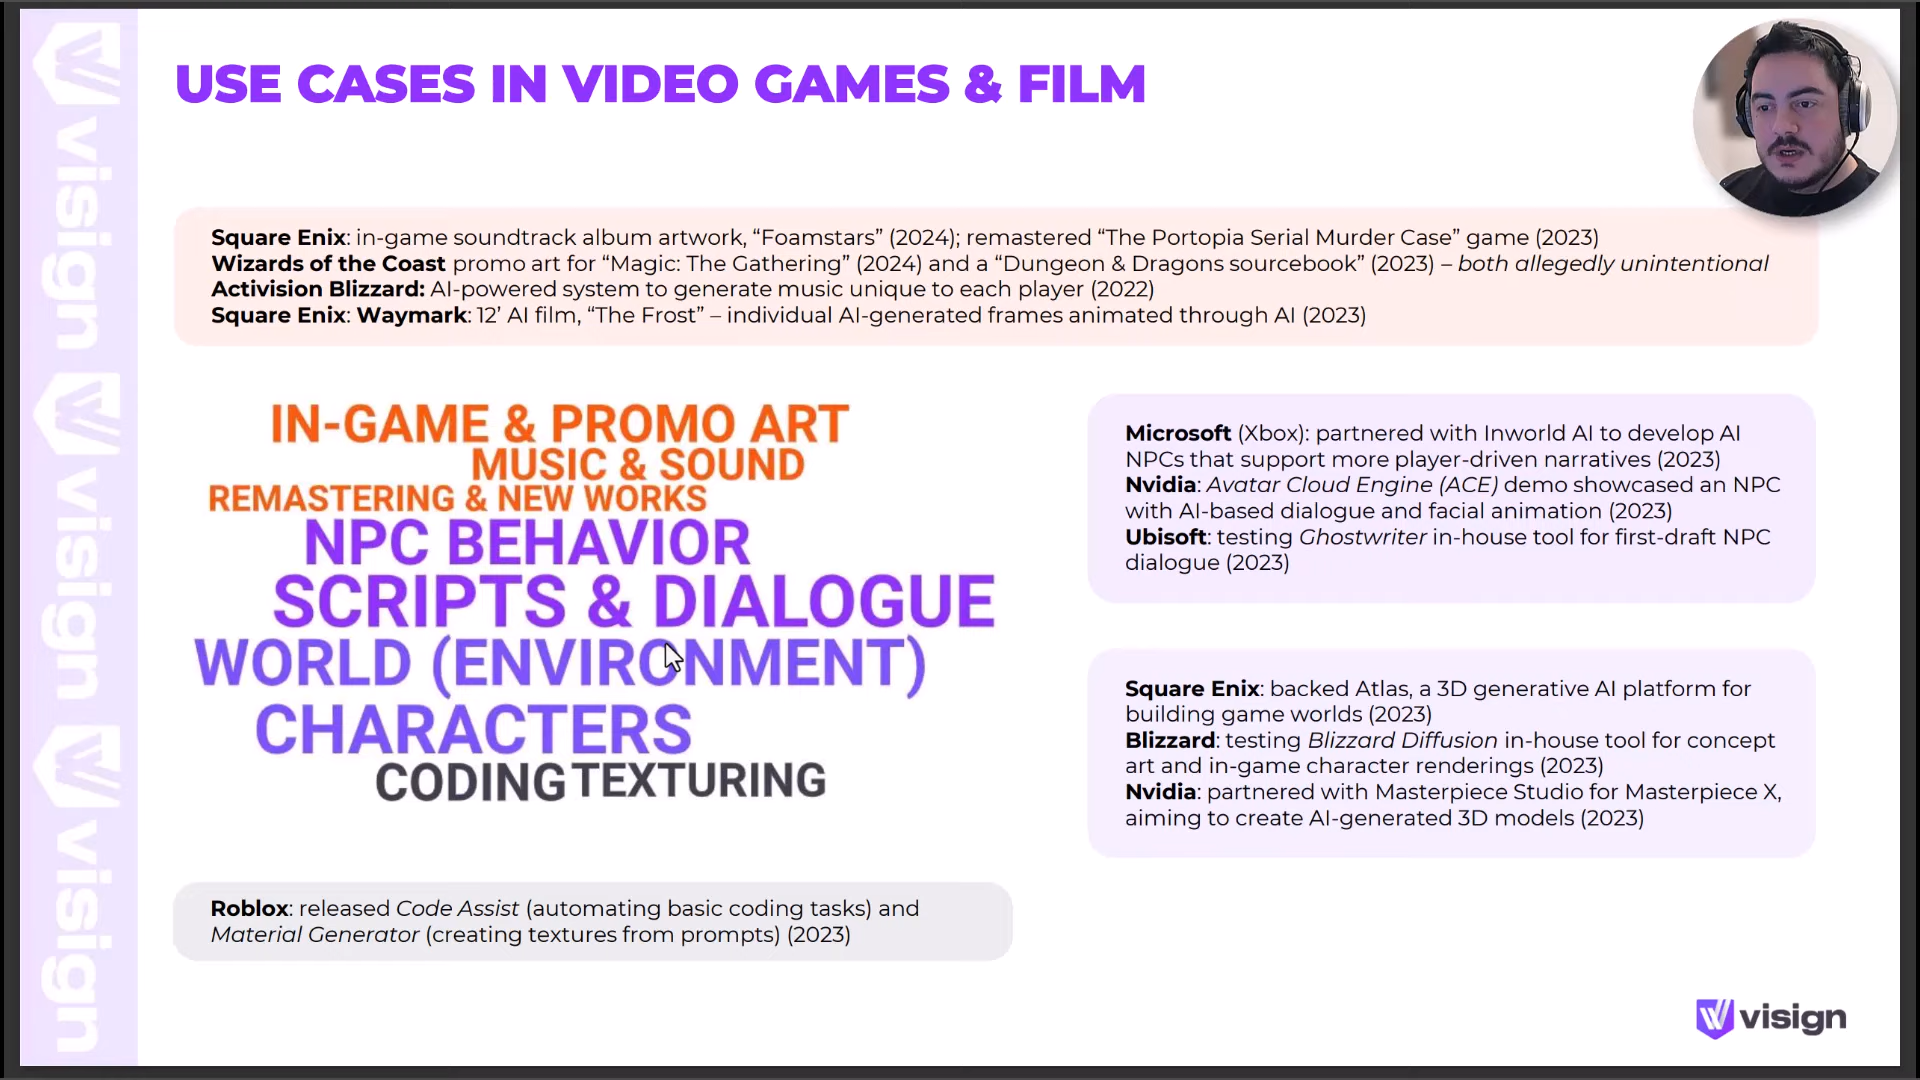 USE CASES IN VIDEO GAMES & FILM
Square Enix: in-game soundtrack album artwork, “Foamstars” (2024); remastered “The Portopia Serial Murder Case” game (2023)
Wizards of the Coast promo art for “Magic: The Gathering” (2024) and a “Dungeon & Dragons sourcebook” (2023) – both allegedly unintentional
Activision Blizzard: AI-powered system to generate music unique to each player (2022)
Square Enix: Waymark: 12’ AI film, “The Frost” – individual AI-generated frames animated through AI (2023)
IN-GAME & PROMO ART
MUSIC & SOUND
REMASTERING & NEW WORKS
NPC BEHAVIOR
SCRIPTS & DIALOGUE
WORLD (ENVIRONMENT)
CHARACTERS
CODING TEXTURING
Microsoft (Xbox): partnered with Inworld AI to develop AI
NPCs that support more player-driven narratives (2023)
Nvidia: Avatar Cloud Engine (ACE) demo showcased an NPC
with AI-based dialogue and facial animation (2023)
Ubisoft: testing Ghostwriter in-house tool for first-draft NPC
dialogue (2023)
Square Enix: backed Atlas, a 3D generative AI platform for
building game worlds (2023)
Blizzard: testing Blizzard Diffusion in-house tool for concept
art and in-game character renderings (2023)
Nvidia: partnered with Masterpiece Studio for Masterpiece X,
aiming to create AI-generated 3D models (2023)
Roblox: released Code Assist (automating basic coding tasks) and
Material Generator (creating textures from prompts) (2023)
visign
visign
visign
visign